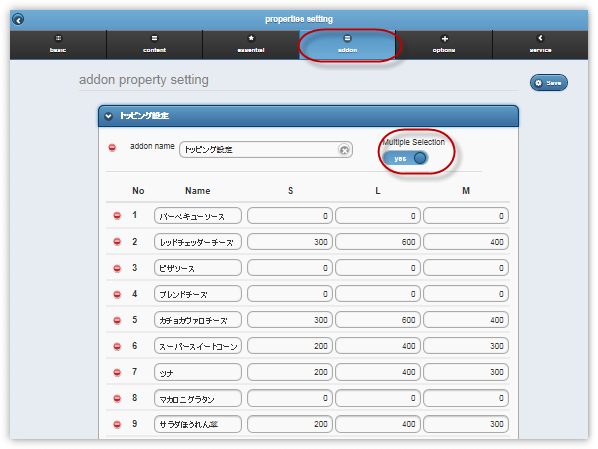 properties setting
basic content essential addon options service
addon property setting
Save
トッピング設定
addon name トッピング設定 Multiple Selection
yes
No Name S L M
1 バーベキューソース 0 0 0
2 レッドチェッダーチーズ 300 600 400
3 ピザソース 0 0 0
4 ブレンドチーズ 0 0 0
5 カチョカヴァロチーズ 300 600 400
6 スーパースイートコーン 200 400 300
7 ツナ 200 400 300
8 マカロニグラタン 0 0 0
9 サラダほうれん草 200 400 300